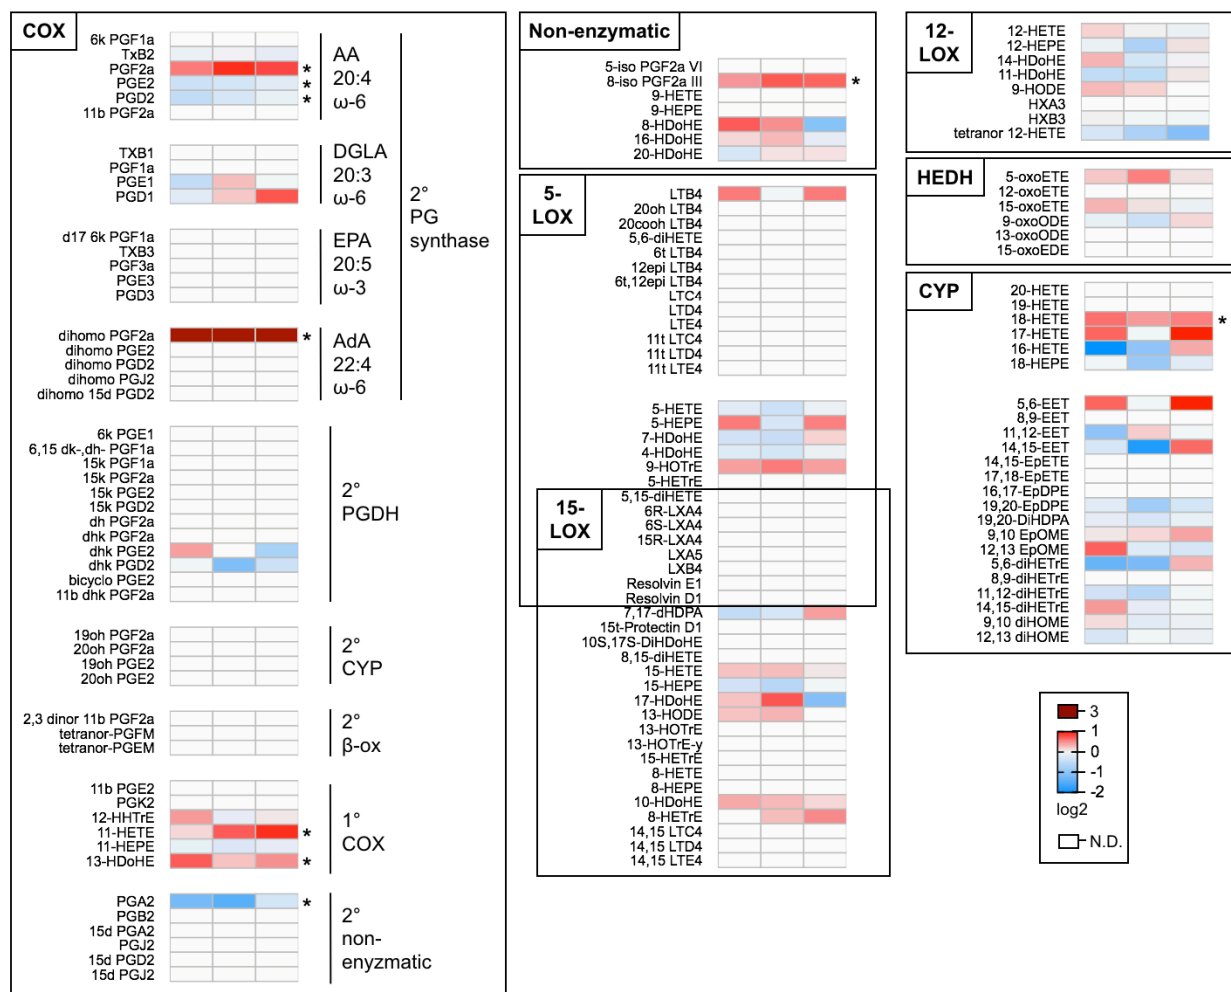 COX
6k PGF1a
TxB2
PGF2a *
PGE2 *
PGD2 *
11b PGF2a
AA
20:4
ω-6
TXB1
PGF1a
PGE1
PGD1
DGLA
20:3
ω-6
d17 6k PGF1a
TXB3
PGF3a
PGE3
PGD3
EPA
20:5
ω-3
dihomo PGF2a *
dihomo PGE2
dihomo PGD2
dihomo PGJ2
dihomo 15d PGD2
AdA
22:4
ω-6
2°
PG
synthase
6k PGE1
6,15 dk-,dh- PGF1a
15k PGF1a
15k PGF2a
15k PGE2
15k PGD2
dh PGF2a
dhk PGF2a
dhk PGE2
dhk PGD2
bicyclo PGE2
11b dhk PGF2a
2°
PGDH
19oh PGF2a
20oh PGF2a
19oh PGE2
20oh PGE2
2°
CYP
2,3 dinor 11b PGF2a
tetranor-PGFM
tetranor-PGEM
2°
β-ox
11b PGE2
PGK2
12-HHTrE
11-HETE *
11-HEPE
13-HDoHE *
1°
COX
PGA2 *
PGB2
15d PGA2
PGJ2
15d PGD2
15d PGJ2
2°
non-
enyzmatic
Non-enzymatic
5-iso PGF2a VI
8-iso PGF2a III *
9-HETE
9-HEPE
8-HDoHE
16-HDoHE
20-HDoHE
5-
LOX
LTB4
20oh LTB4
20cooh LTB4
5,6-diHETE
6t LTB4
12epi LTB4
6t,12epi LTB4
LTC4
LTD4
LTE4
11t LTC4
11t LTD4
11t LTE4
5-HETE
5-HEPE
7-HDoHE
4-HDoHE
9-HOTrE
5-HETrE
15-
LOX
5,15-diHETE
6R-LXA4
6S-LXA4
15R-LXA4
LXA5
LXB4
Resolvin E1
Resolvin D1
7,17-dHDPA
15t-Protectin D1
10S,17S-DiHDoHE
8,15-diHETE
15-HETE
15-HEPE
17-HDoHE
13-HODE
13-HOTrE
13-HOTrE-y
15-HETrE
8-HETE
8-HEPE
10-HDoHE
8-HETrE
14,15 LTC4
14,15 LTD4
14,15 LTE4
12-
LOX
12-HETE
12-HEPE
14-HDoHE
11-HDoHE
9-HODE
HXA3
HXB3
tetranor 12-HETE
HEDH
5-oxoETE
12-oxoETE
15-oxoETE
9-oxoODE
13-oxoODE
15-oxoEDE
CYP
20-HETE
19-HETE
18-HETE *
17-HETE
16-HETE
18-HEPE
5,6-EET
8,9-EET
11,12-EET
14,15-EET
14,15-EpETE
17,18-EpETE
16,17-EpDPE
19,20-EpDPE
19,20-DiHDPA
9,10 EpOME
12,13 EpOME
5,6-diHETrE
8,9-diHETrE
11,12-diHETrE
14,15-diHETrE
9,10 diHOME
12,13 diHOME
3
1
0
-1
-2
log2
N.D.